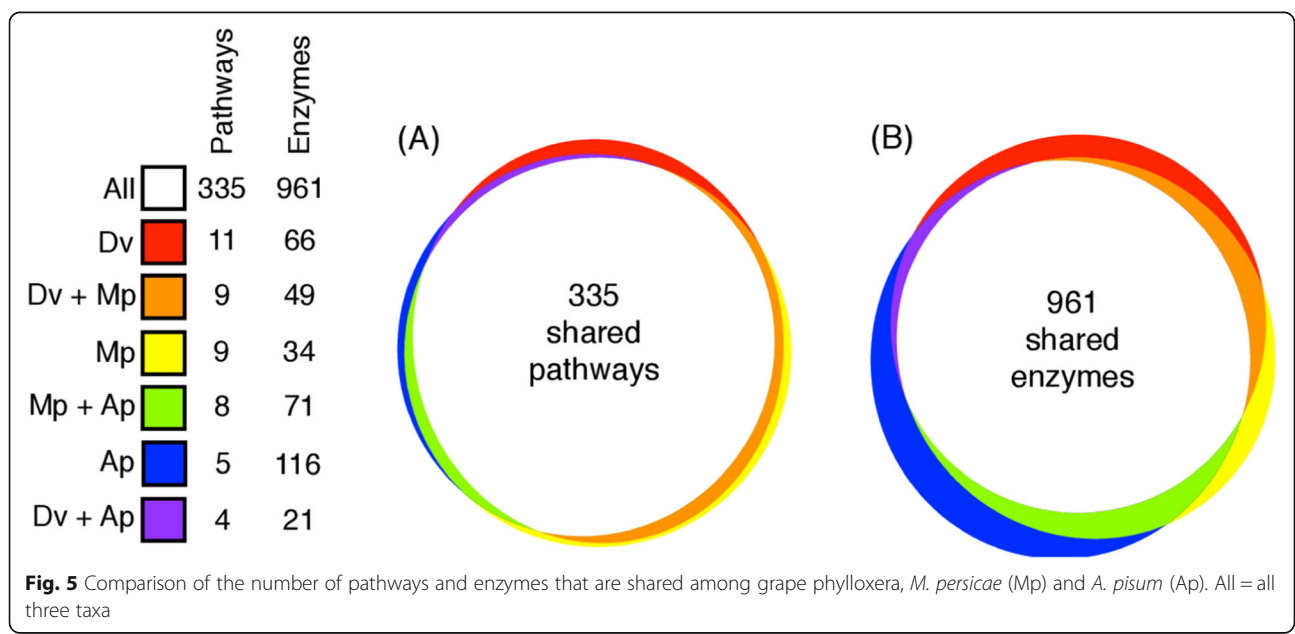 Pathways Enzymes
All 335 961
Dv 11 66
Dv + Mp 9 49
Mp 9 34
Mp + Ap 8 71
Ap 5 116
Dv + Ap 4 21
(A)
335
shared
pathways
(B)
961
shared
enzymes
Fig. 5 Comparison of the number of pathways and enzymes that are shared among grape phylloxera, M. persicae (Mp) and A. pisum (Ap). All = all
three taxa